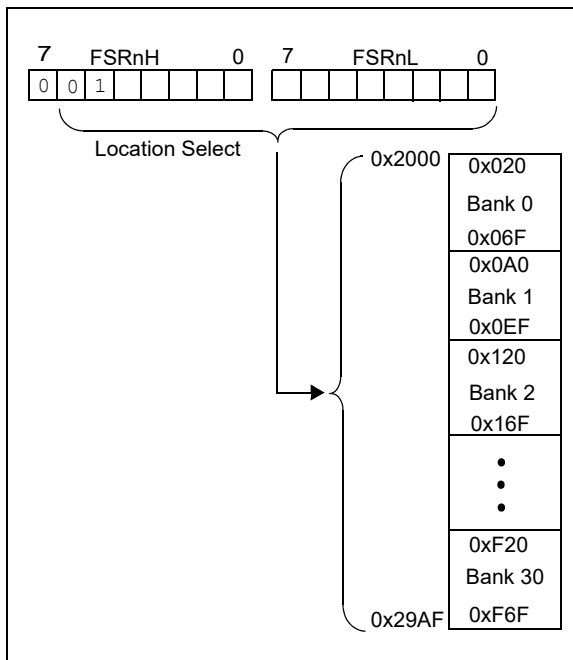 7 FSRnH 0 7 FSRnL 0
0 0 1
Location Select
0x2000
0x020
Bank 0
0x06F
0x0A0
Bank 1
0x0EF
0x120
Bank 2
0x16F
0xF20
Bank 30
0xF6F
0x29AF